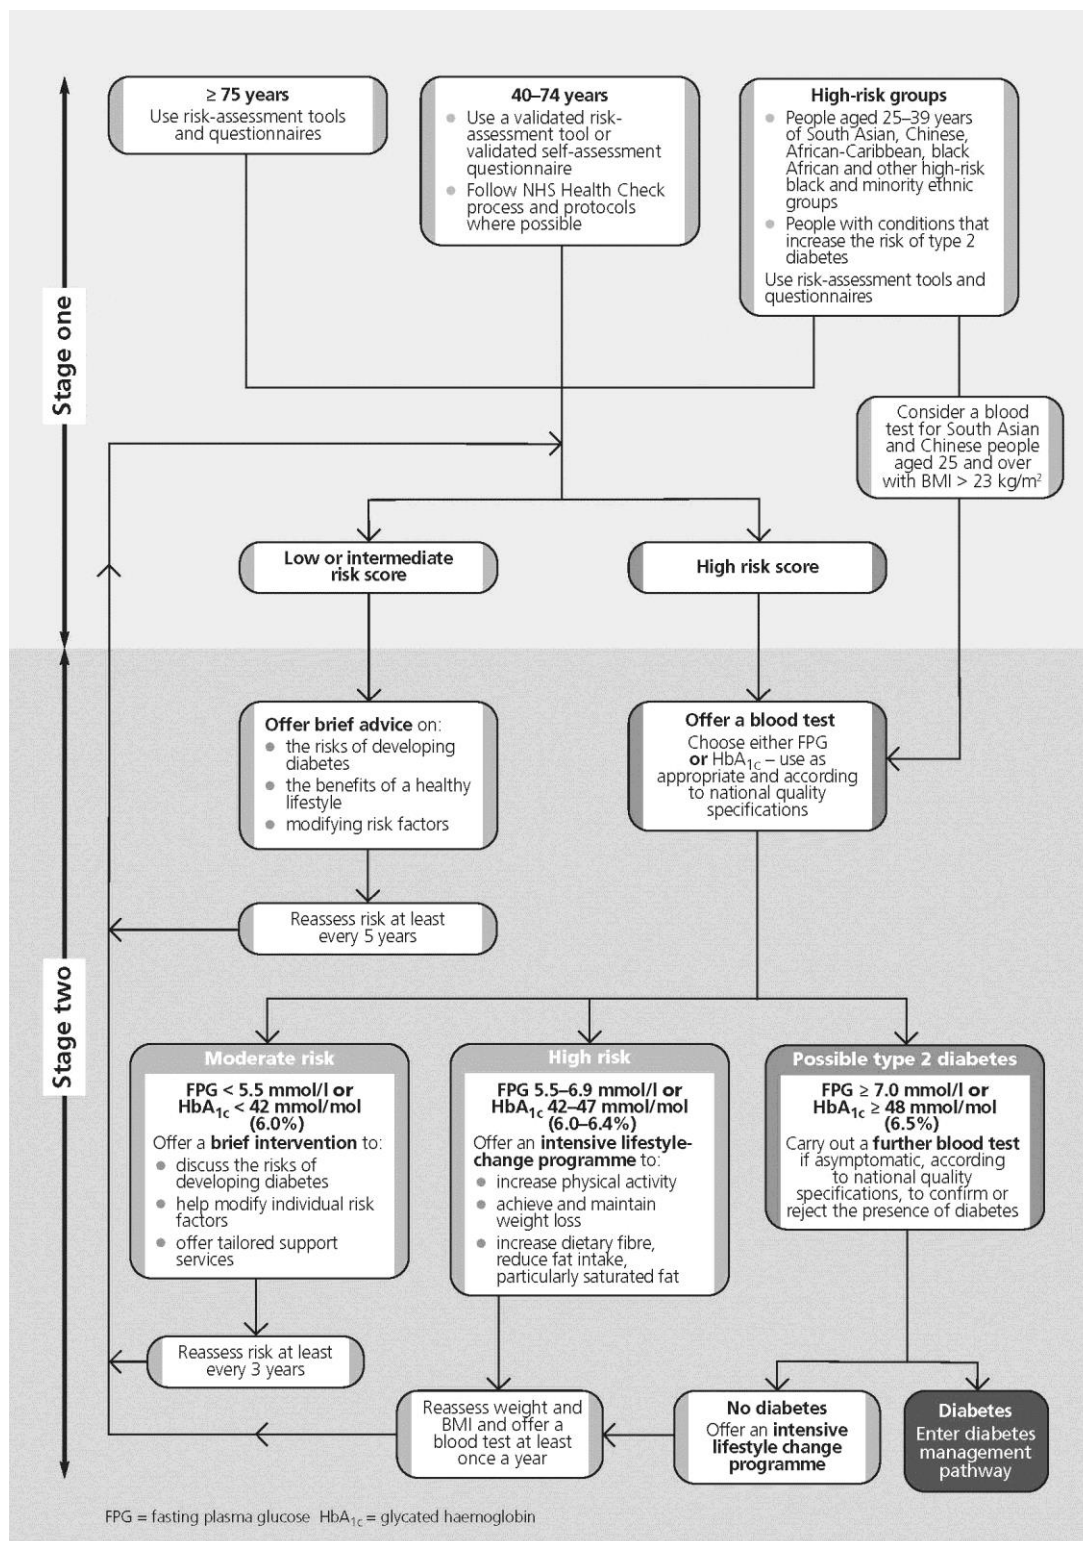 ≥ 75 years
Use risk-assessment tools
and questionnaires
40–74 years
● Use a validated risk-
assessment tool or
validated self-assessment
questionnaire
● Follow NHS Health Check
process and protocols
where possible
High-risk groups
● People aged 25–39 years
of South Asian, Chinese,
African-Caribbean, black
African and other high-risk
black and minority ethnic
groups
● People with conditions that
increase the risk of type 2
diabetes
Use risk-assessment tools and
questionnaires
Stage one
Consider a blood
test for South Asian
and Chinese people
aged 25 and over
with BMI > 23 kg/m²
Low or intermediate
risk score
High risk score
Offer brief advice on:
● the risks of developing
diabetes
● the benefits of a healthy
lifestyle
● modifying risk factors
Offer a blood test
Choose either FPG
or HbA1c – use as
appropriate and according
to national quality
specifications
Reassess risk at least
every 5 years
Stage two
Moderate risk
FPG < 5.5 mmol/l or
HbA1c < 42 mmol/mol
(6.0%)
Offer a brief intervention to:
● discuss the risks of
developing diabetes
● help modify individual risk
factors
● offer tailored support
services
High risk
FPG 5.5–6.9 mmol/l or
HbA1c 42–47 mmol/mol
(6.0–6.4%)
Offer an intensive lifestyle-
change programme to:
● increase physical activity
● achieve and maintain
weight loss
● increase dietary fibre,
reduce fat intake,
particularly saturated fat
Possible type 2 diabetes
FPG ≥ 7.0 mmol/l or
HbA1c ≥ 48 mmol/mol
(6.5%)
Carry out a further blood test
if asymptomatic, according
to national quality
specifications, to confirm or
reject the presence of diabetes
Reassess risk at least
every 3 years
Reassess weight and
BMI and offer a
blood test at least
once a year
No diabetes
Offer an intensive
lifestyle change
programme
Diabetes
Enter diabetes
management
pathway
FPG = fasting plasma glucose HbA1c = glycated haemoglobin